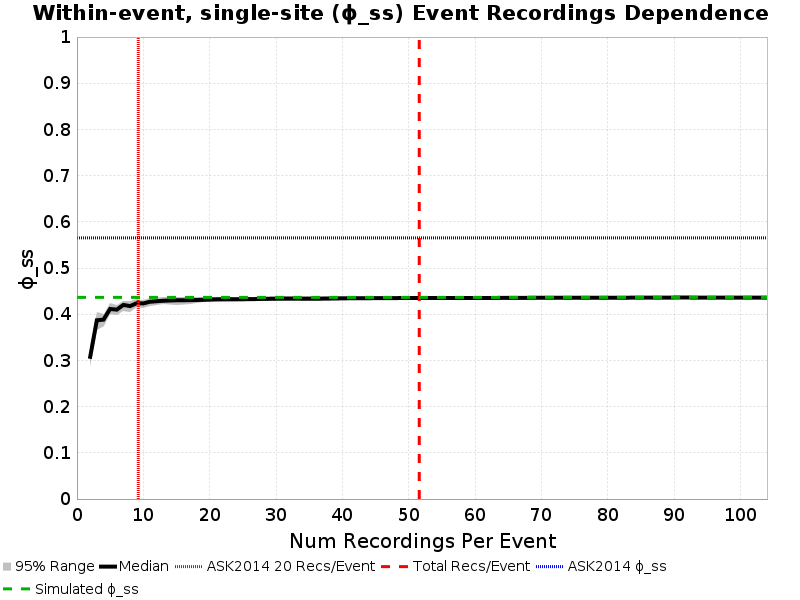 Within-event, single-site (ϕ_ss) Event Recordings Dependence
1
0.9
0.8
0.7
0.6
0.5
0.4
0.3
0.2
0.1
0
ϕ_ss
0 10 20 30 40 50 60 70 80 90 100
Num Recordings Per Event
95% Range Median ASK2014 20 Recs/Event Total Recs/Event ASK2014 ϕ_ss
Simulated ϕ_ss